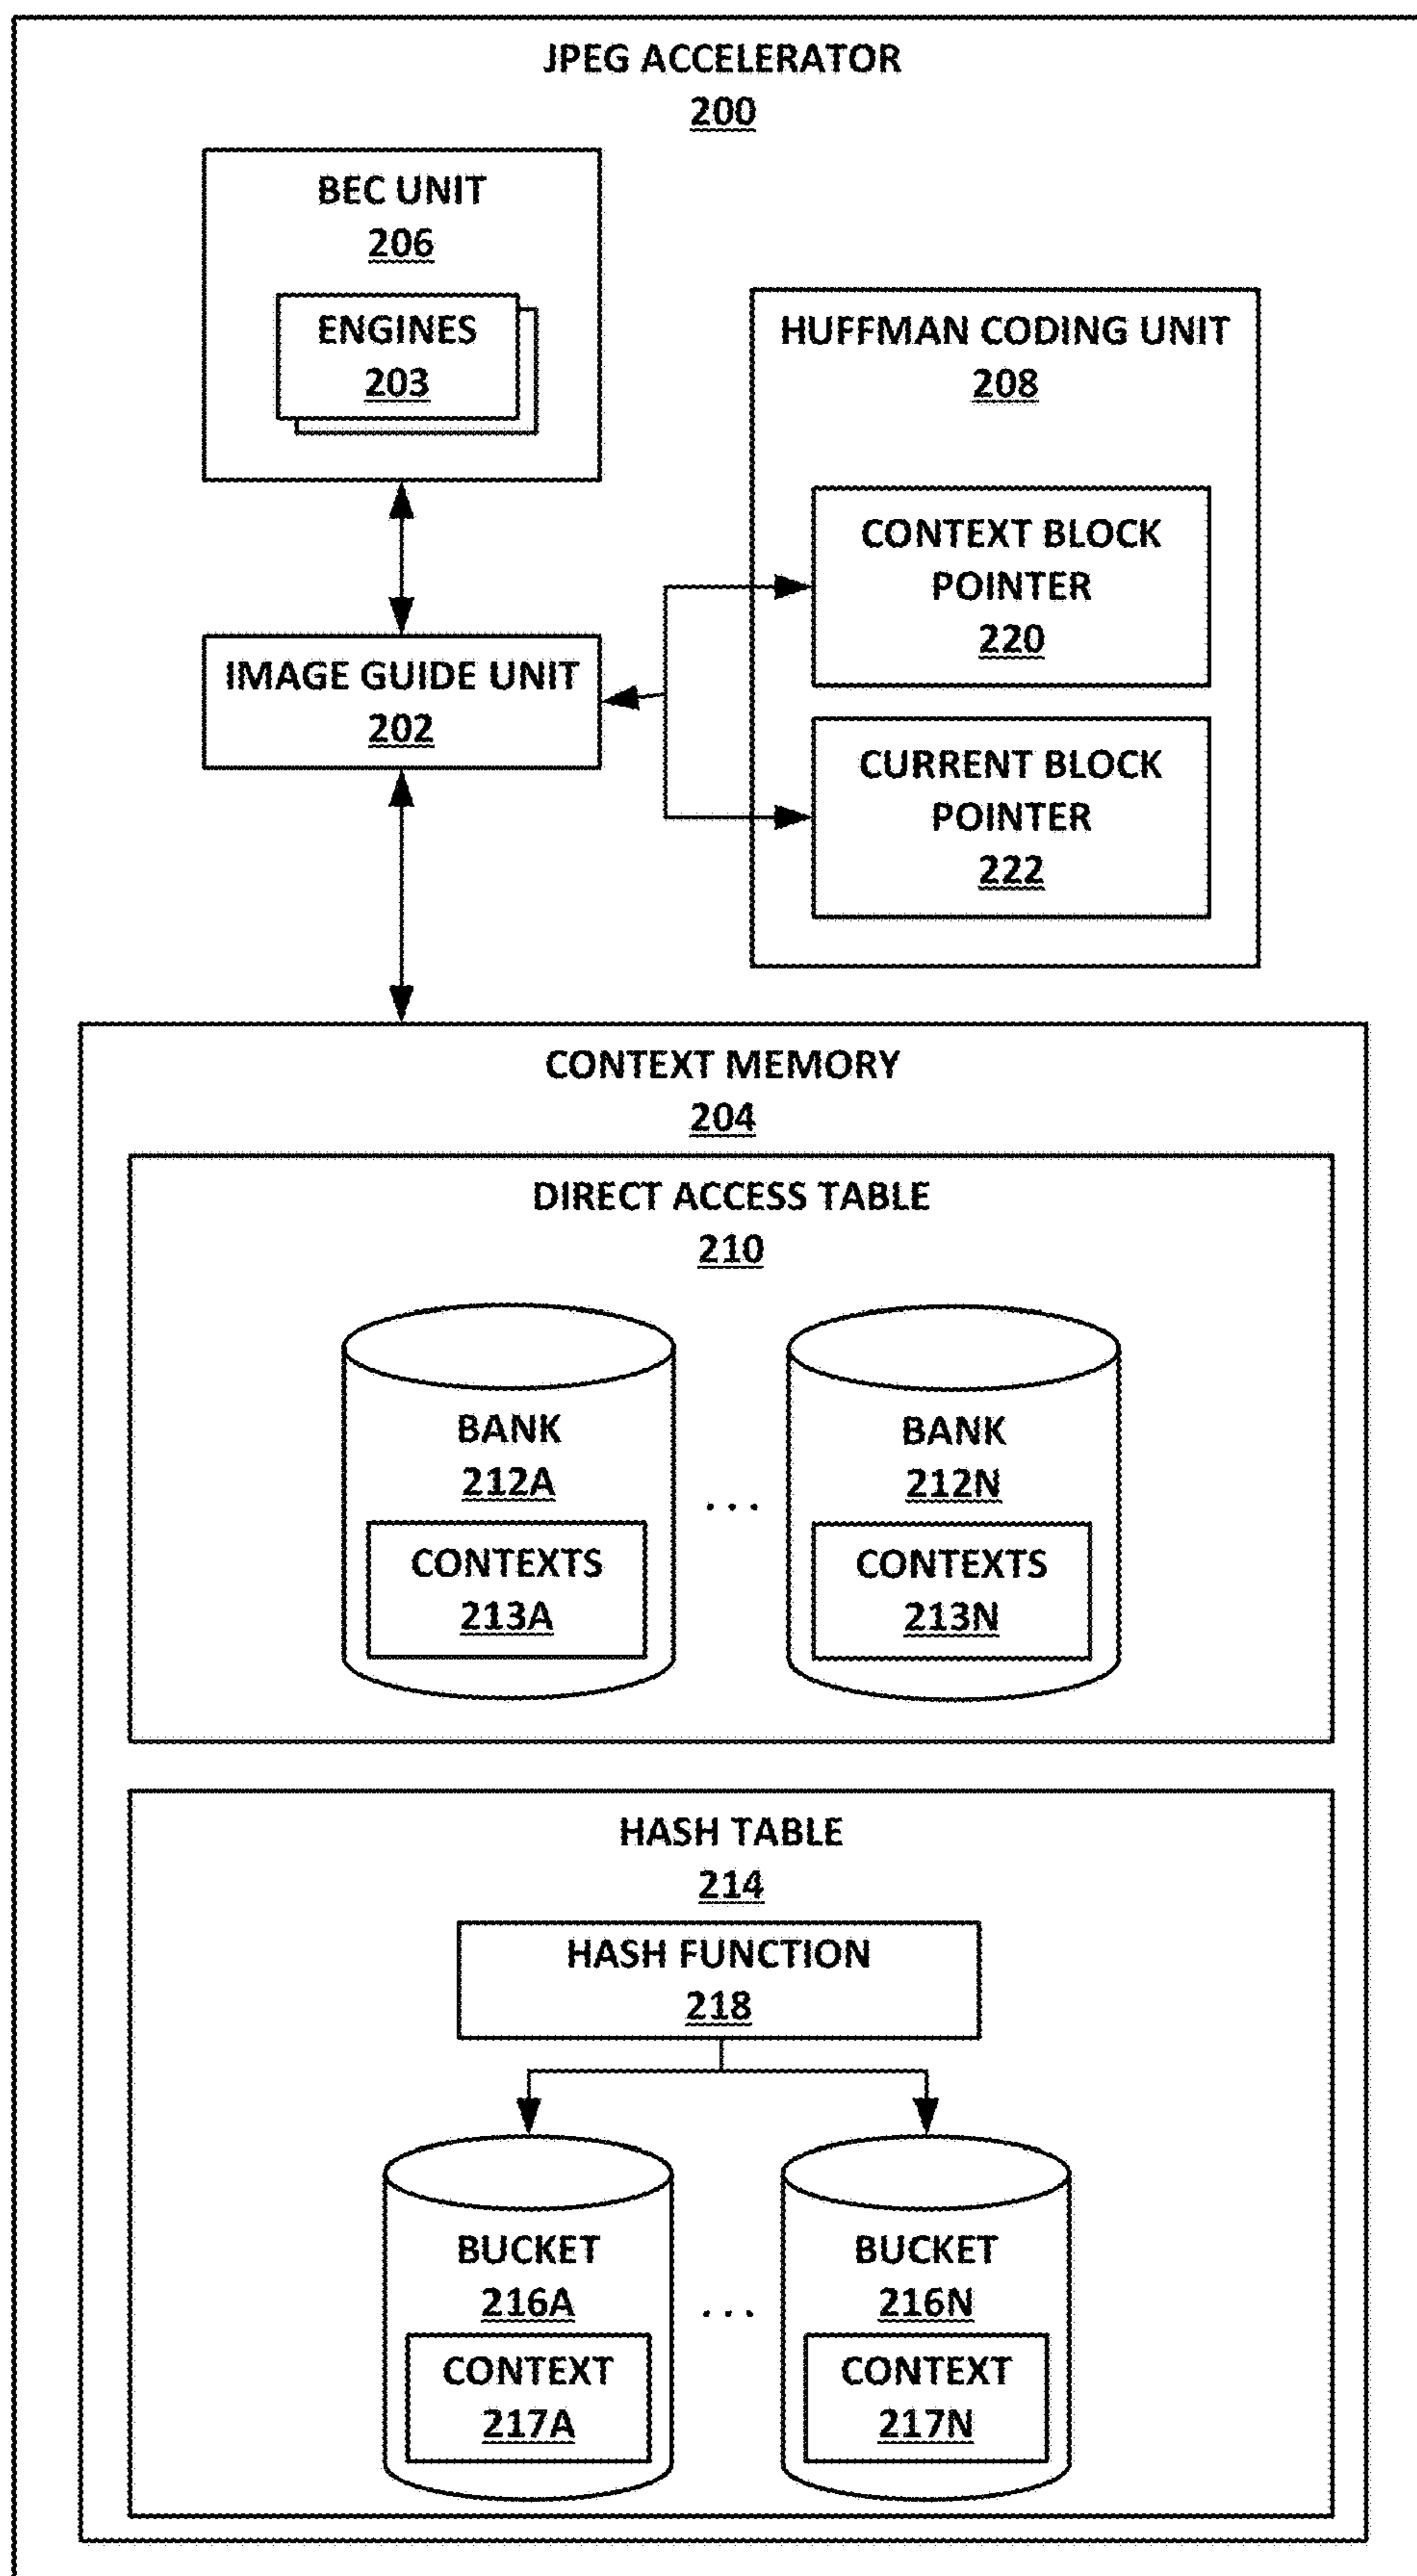 JPEG ACCELERATOR
200
BEC UNIT
206
ENGINES
203
HUFFMAN CODING UNIT
208
CONTEXT BLOCK
POINTER
220
IMAGE GUIDE UNIT
202
CURRENT BLOCK
POINTER
222
CONTEXT MEMORY
204
DIRECT ACCESS TABLE
210
BANK
212A
CONTEXTS
213A
...
BANK
212N
CONTEXTS
213N
HASH TABLE
214
HASH FUNCTION
218
BUCKET
216A
CONTEXT
217A
...
BUCKET
216N
CONTEXT
217N